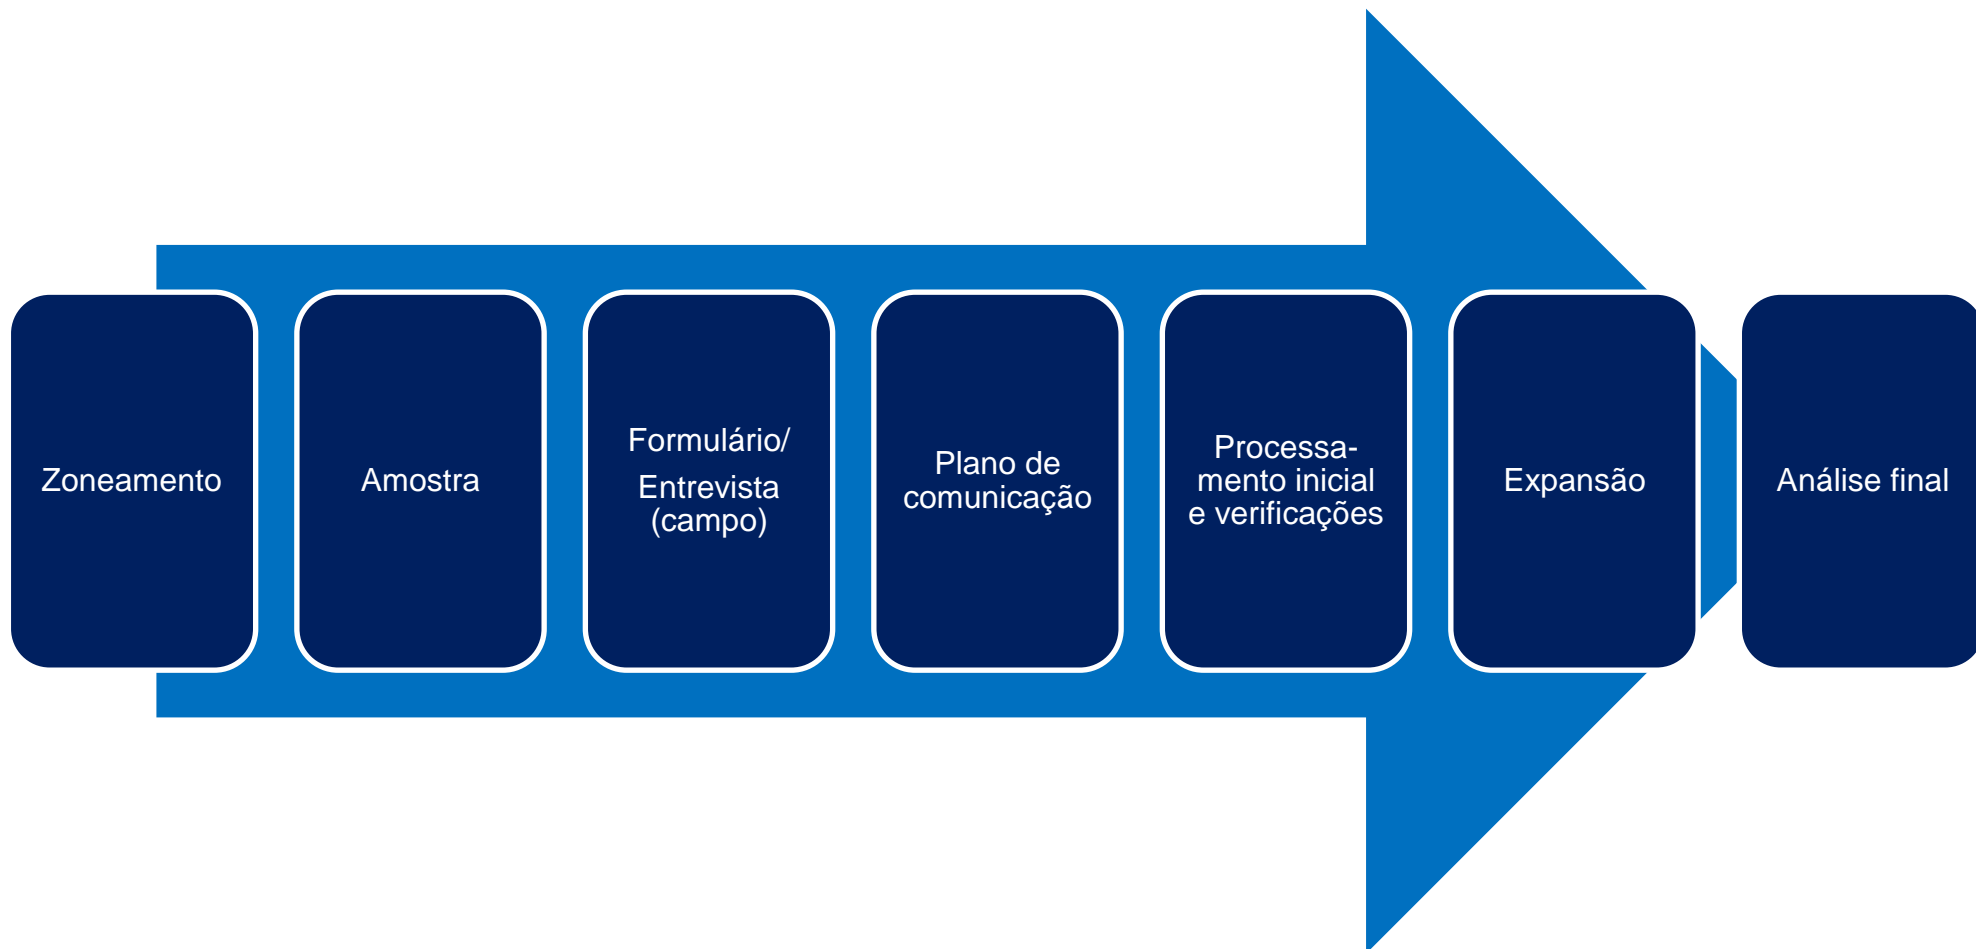 Zoneamento
Amostra
Formulário/
Entrevista
(campo)
Plano de
comunicação
Processa-
mento inicial
e verificações
Expansão
Análise final